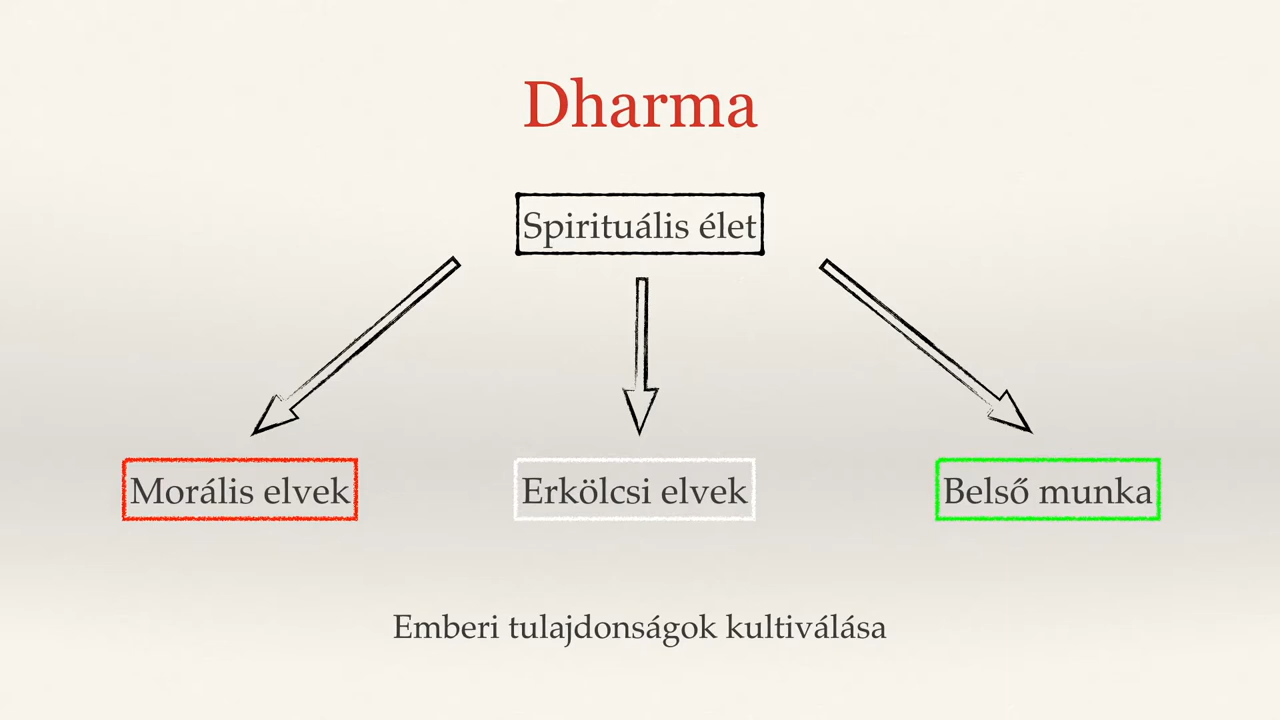 Dharma
Spirituális élet
Morális elvek
Erkölcsi elvek
Belső munka
Emberi tulajdonságok kultiválása